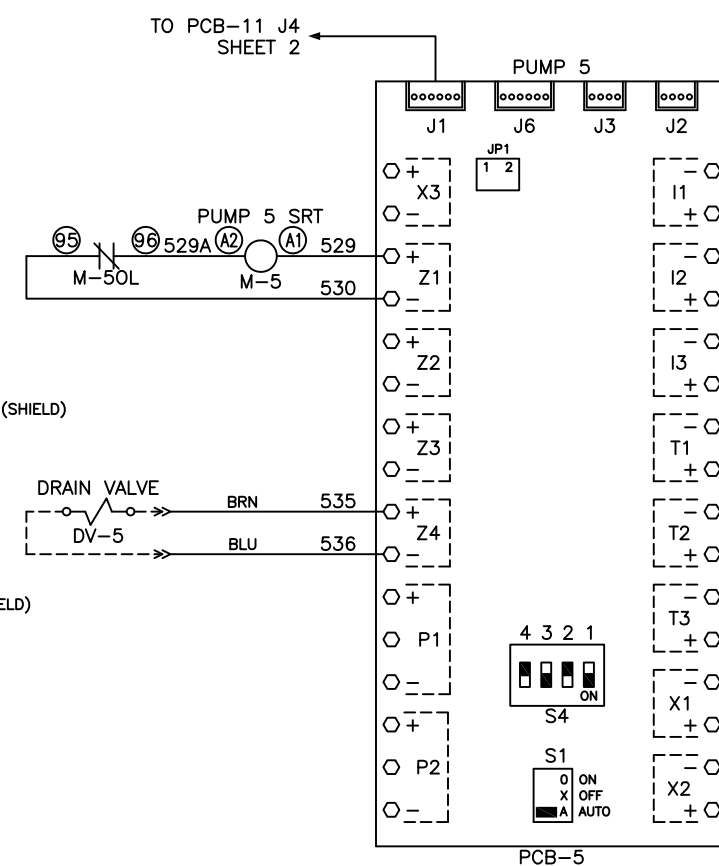 TO PCB-11 J4
SHEET 2
PUMP 5
J1 J6 J3 J2
JP1
1 2
+ X3 -
- I1 +
PUMP 5 SRT
95 96 529A A2 A1 529
M-5OL M-5
530
+ Z1 -
- I2 +
+ Z2 -
- I3 +
(SHIELD)
+ Z3 -
- T1 +
DRAIN VALVE
BRN 535
DV-5
BLU 536
+ Z4 -
- T2 +
ELD)
+ P1 -
- T3 +
4 3 2 1
ON
S4
- X1 +
+ P2 -
S1
O ON
X OFF
A AUTO
- X2 +
PCB-5